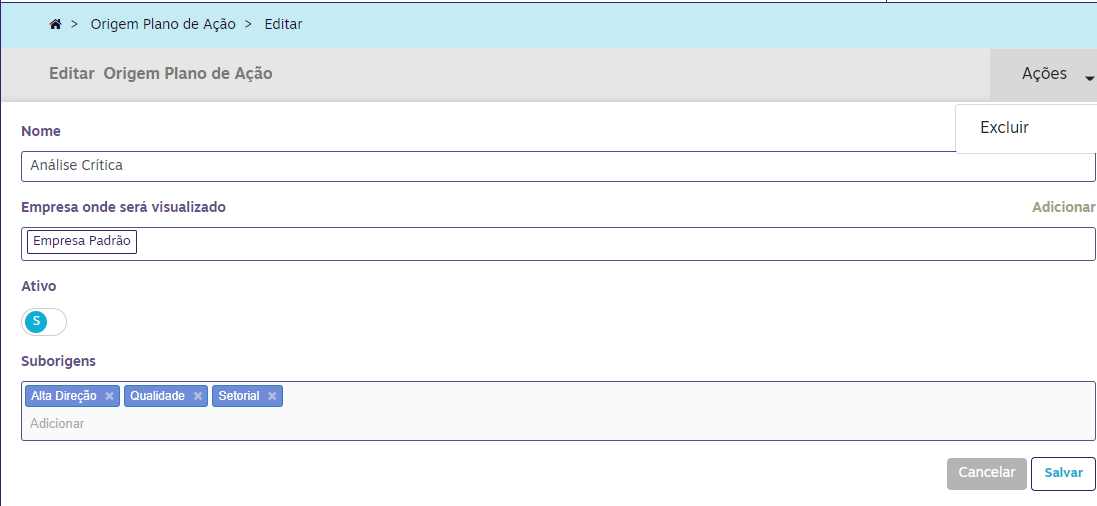 > Origem Plano de Ação > Editar
Editar Origem Plano de Ação
Ações
Excluir
Nome
Análise Crítica
Empresa onde será visualizado
Adicionar
Empresa Padrão
Ativo
S
Suborigens
Alta Direção × Qualidade × Setorial ×
Adicionar
Cancelar
Salvar